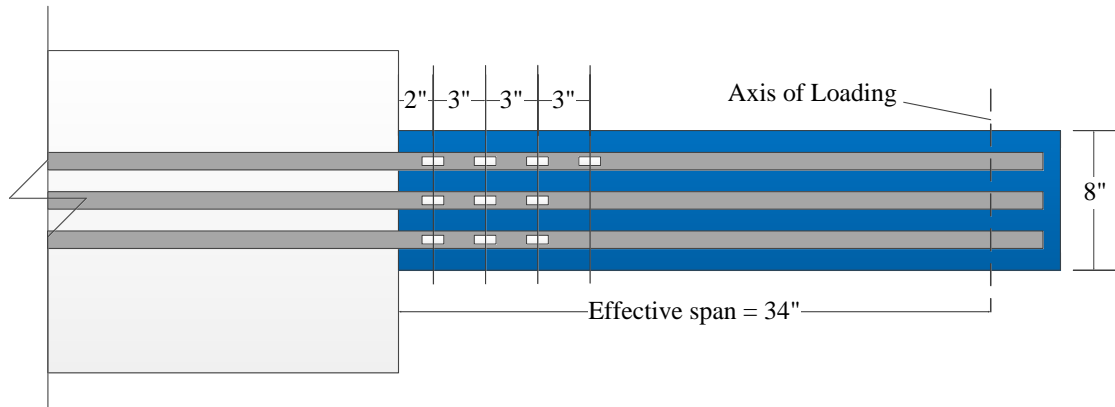 2" 3" 3" 3"
Axis of Loading
8"
Effective span = 34"